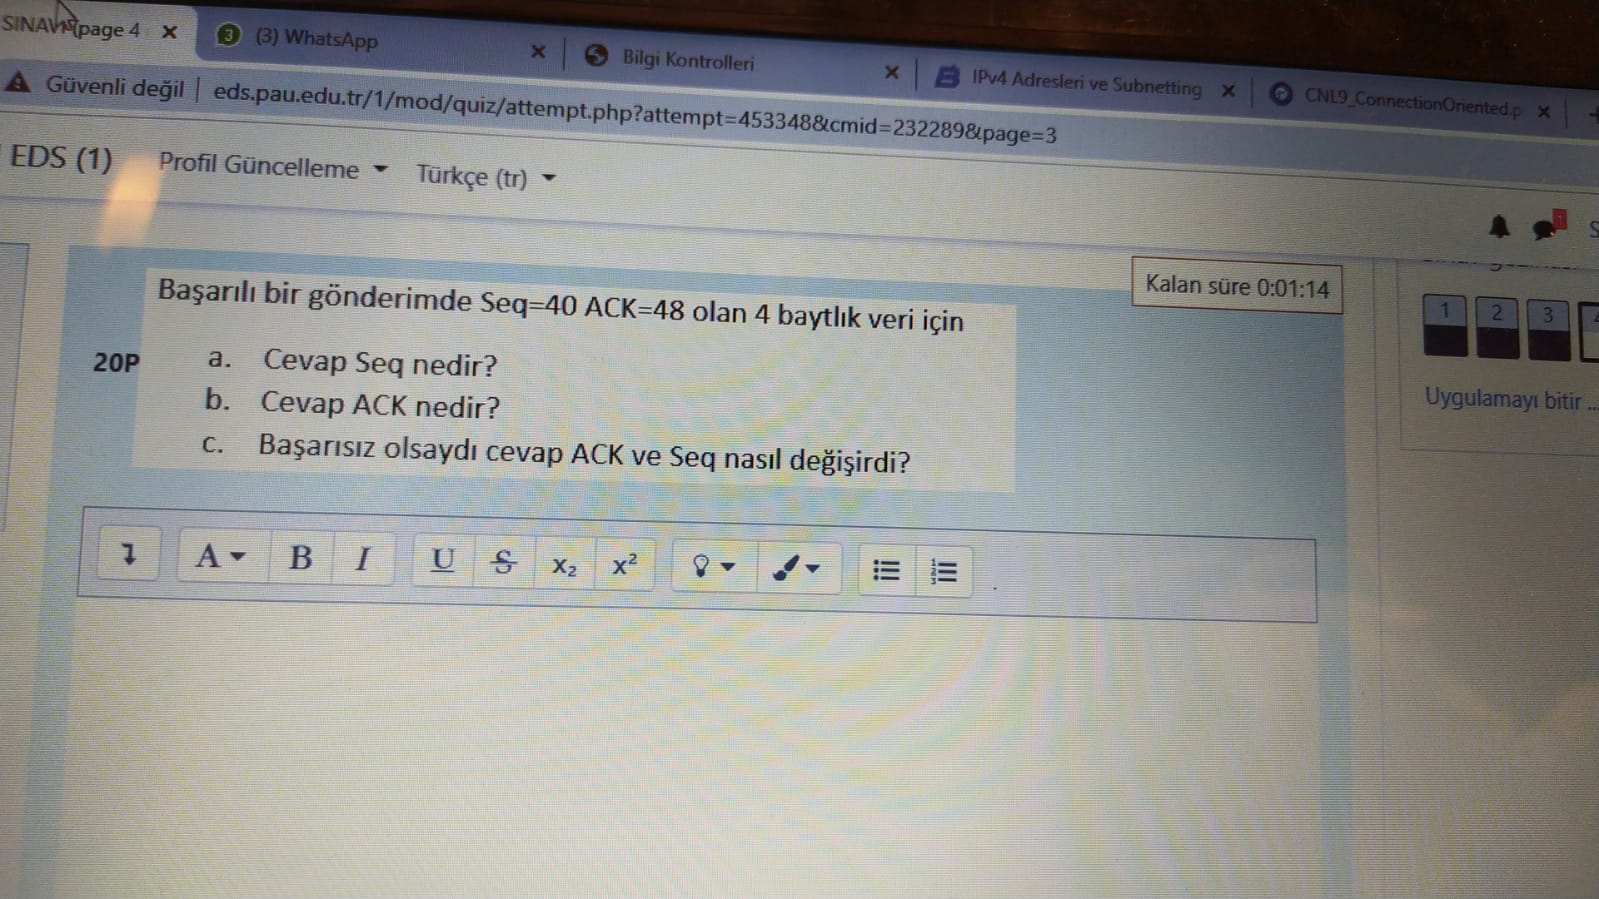 SINAV (page 4
(3) WhatsApp
Bilgi Kontrolleri
IPv4 Adresleri ve Subnetting
CNL9_ConnectionOriented.p
Güvenli değil | eds.pau.edu.tr/1/mod/quiz/attempt.php?attempt=453348&cmid=232289&page=3
EDS (1) Profil Güncelleme Türkçe (tr)
Kalan süre 0:01:14
Başarılı bir gönderimde Seq=40 ACK=48 olan 4 baytlık veri için
20P
a. Cevap Seq nedir?
b. Cevap ACK nedir?
c. Başarısız olsaydı cevap ACK ve Seq nasıl değişirdi?
1 2 3
Uygulamayı bitir ...
A B I U S x₂ x²